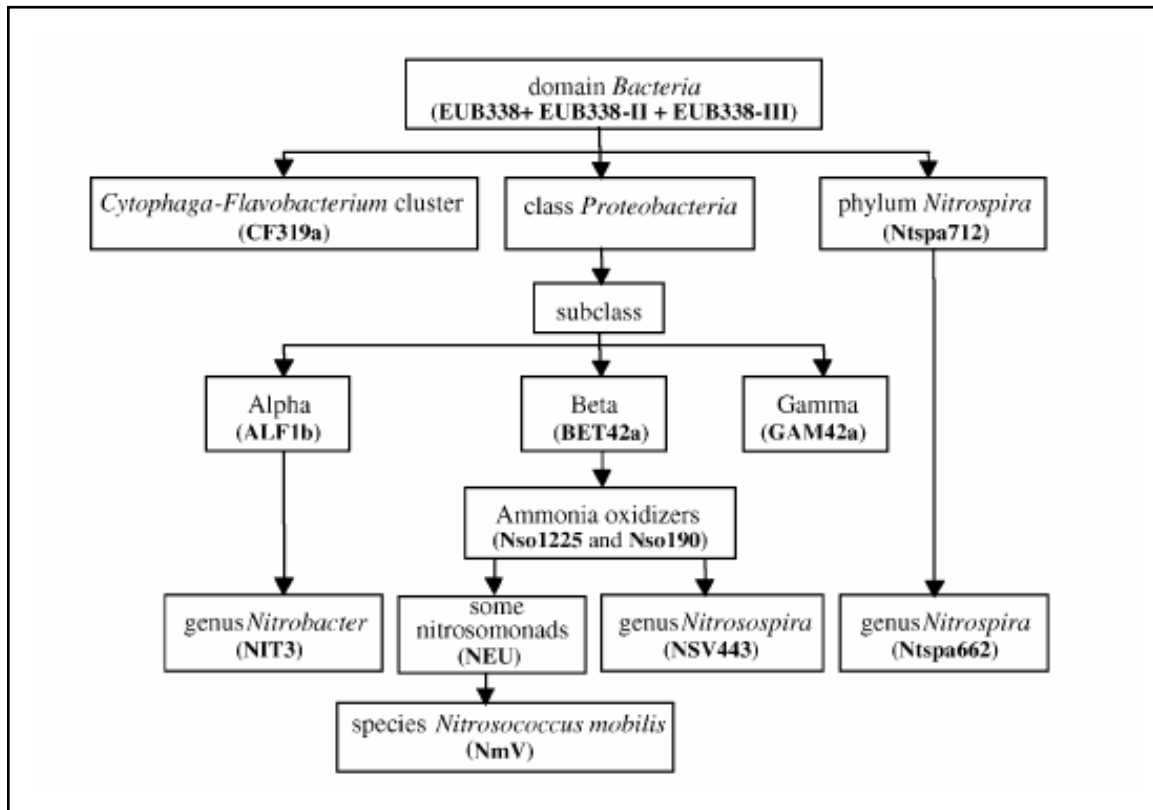 domain Bacteria
(EUB338+ EUB338-II + EUB338-III)
Cytophaga-Flavobacterium cluster
(CF319a)
class Proteobacteria
phylum Nitrospira
(Ntspa712)
subclass
Alpha
(ALF1b)
Beta
(BET42a)
Gamma
(GAM42a)
Ammonia oxidizers
(Nso1225 and Nso190)
genus Nitrobacter
(NIT3)
some
nitrosomonads
(NEU)
genus Nitrosospira
(NSV443)
genus Nitrospira
(Ntspa662)
species Nitrosococcus mobilis
(NmV)